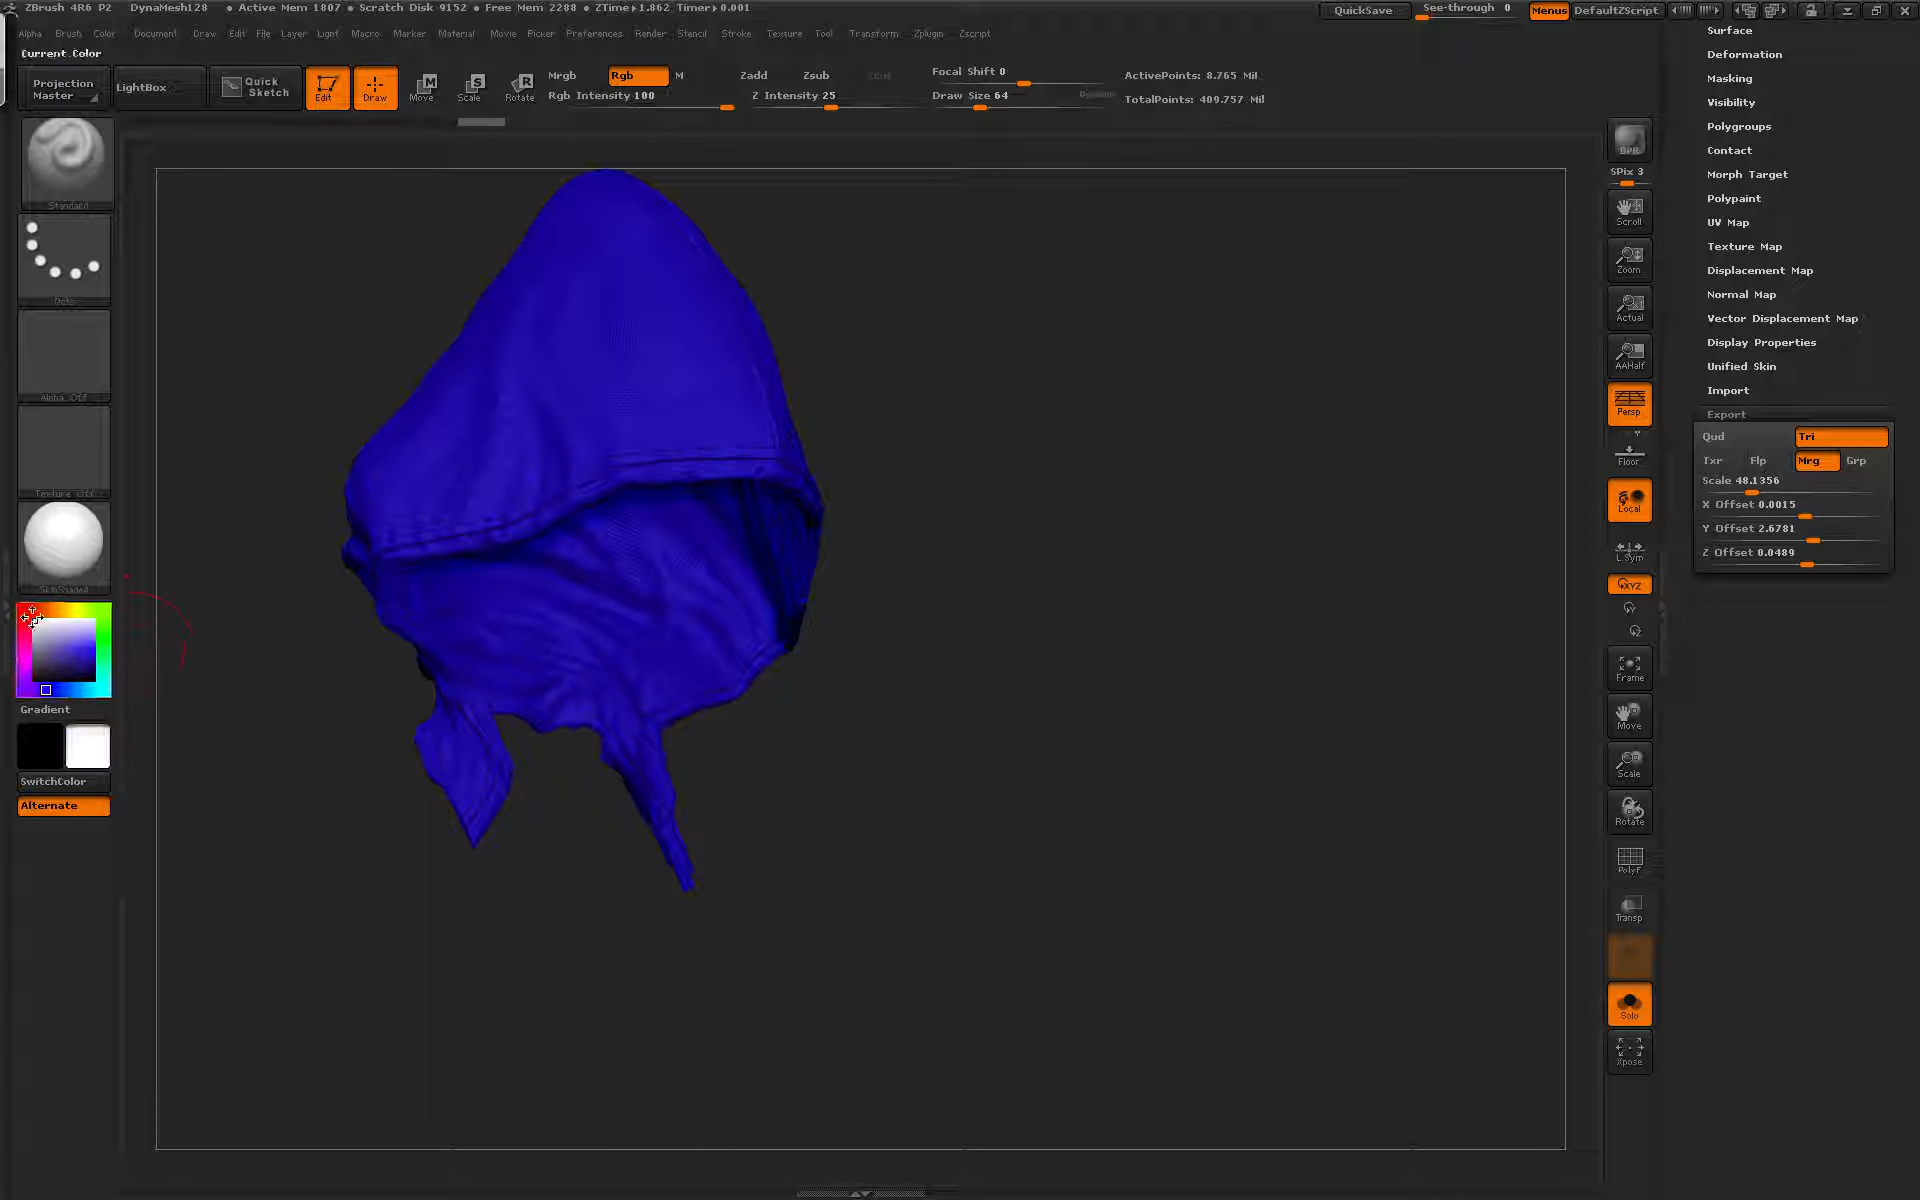 ZBrush 4R6 P2 DynaMesh128 ● Active Mem 1807 ● Scratch Disk 9152 ● Free Mem 2288 ● ZTime▸1.862 Timer▸0.001
QuickSave See-through 0 Menus DefaultZScript
Alpha Brush Color Document Draw Edit File Layer Light Macro Marker Material Movie Picker Preferences Render Stencil Stroke Texture Tool Transform Zplugin Zscript
Current Color
Projection Master
LightBox
Quick Sketch
Edit
Draw
Move
Scale
Rotate
Mrgb Rgb M
Rgb Intensity 100
Zadd Zsub
Z Intensity 25
Focal Shift 0
Draw Size 64
Dynamic
ActivePoints: 8.765 Mil
TotalPoints: 409.757 Mil
Standard
Dots
Alpha Off
Texture Off
SkinShade4
Gradient
SwitchColor
Alternate
BPR
SPix 3
Scroll
Zoom
Actual
AAHalf
Persp
Floor
Local
L.Sym
XYZ
Y
Z
Frame
Move
Scale
Rotate
PolyF
Transp
Solo
Xpose
Surface
Deformation
Masking
Visibility
Polygroups
Contact
Morph Target
Polypaint
UV Map
Texture Map
Displacement Map
Normal Map
Vector Displacement Map
Display Properties
Unified Skin
Import
Export
Qud Tri
Txr Flp Mrg Grp
Scale 48.1356
X Offset 0.0015
Y Offset 2.6781
Z Offset 0.0489